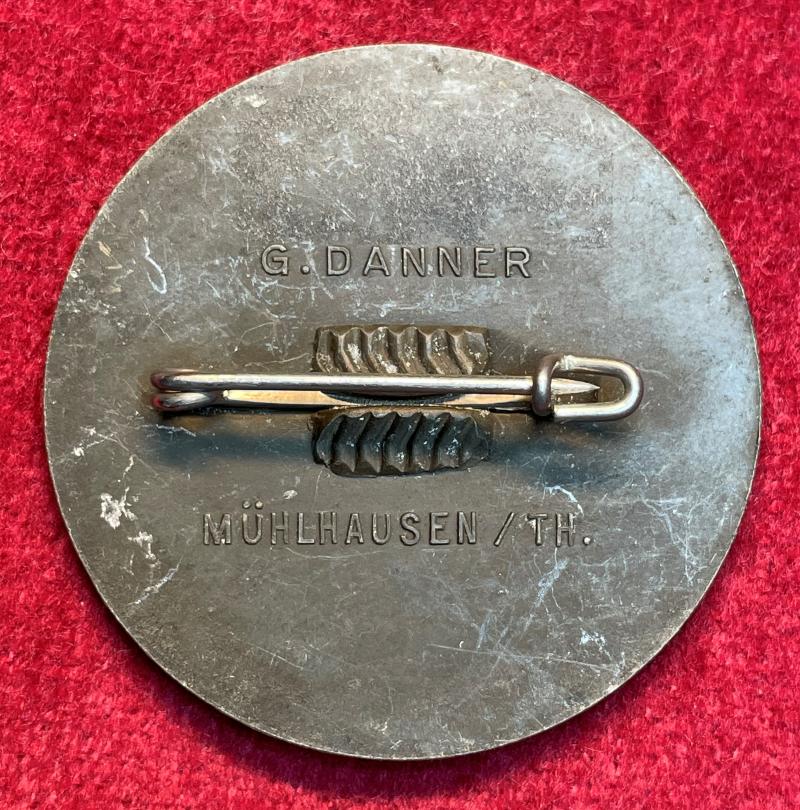 G. DANNER
MÜHLHAUSEN / TH.